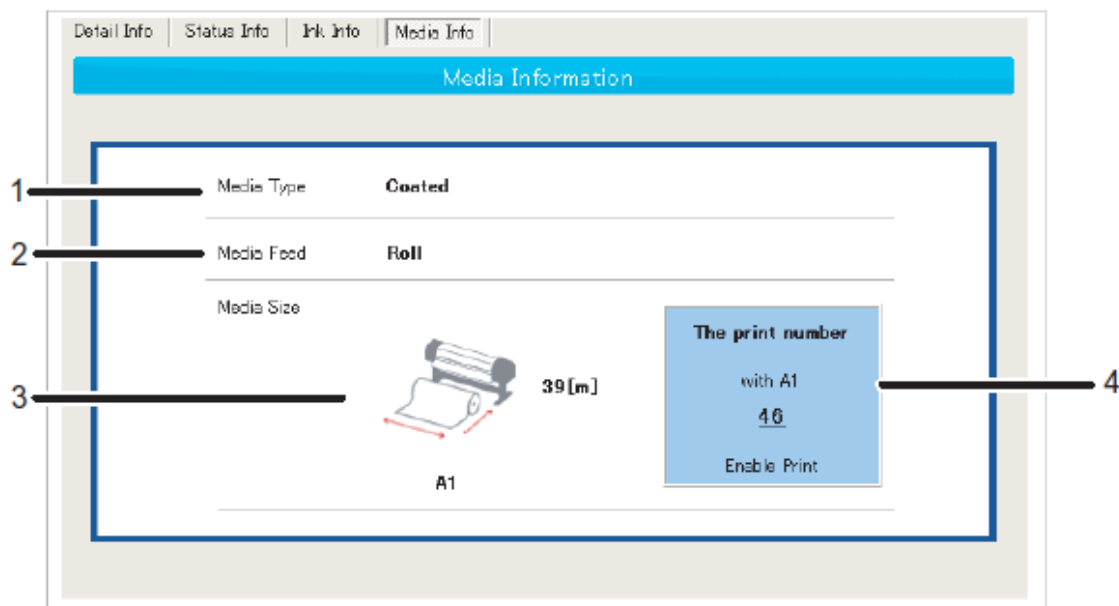 Detail Info Status Info Ink Info Media Info
Media Information
1 Media Type Coated
2 Media Feed Roll
Media Size
The print number
with A1
39[m]
46
Enable Print
A1
3
4